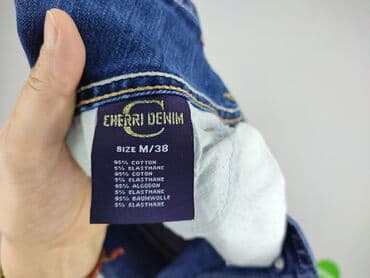 C
CHERRI DENIM
SIZE M/38
95% COTTON
5% ELASTHANE
95% COTON
5% ELASTHANE
95% ALGODON
5% ELASTHANE
95% BAUMWOLLE
5% ELASTHANE